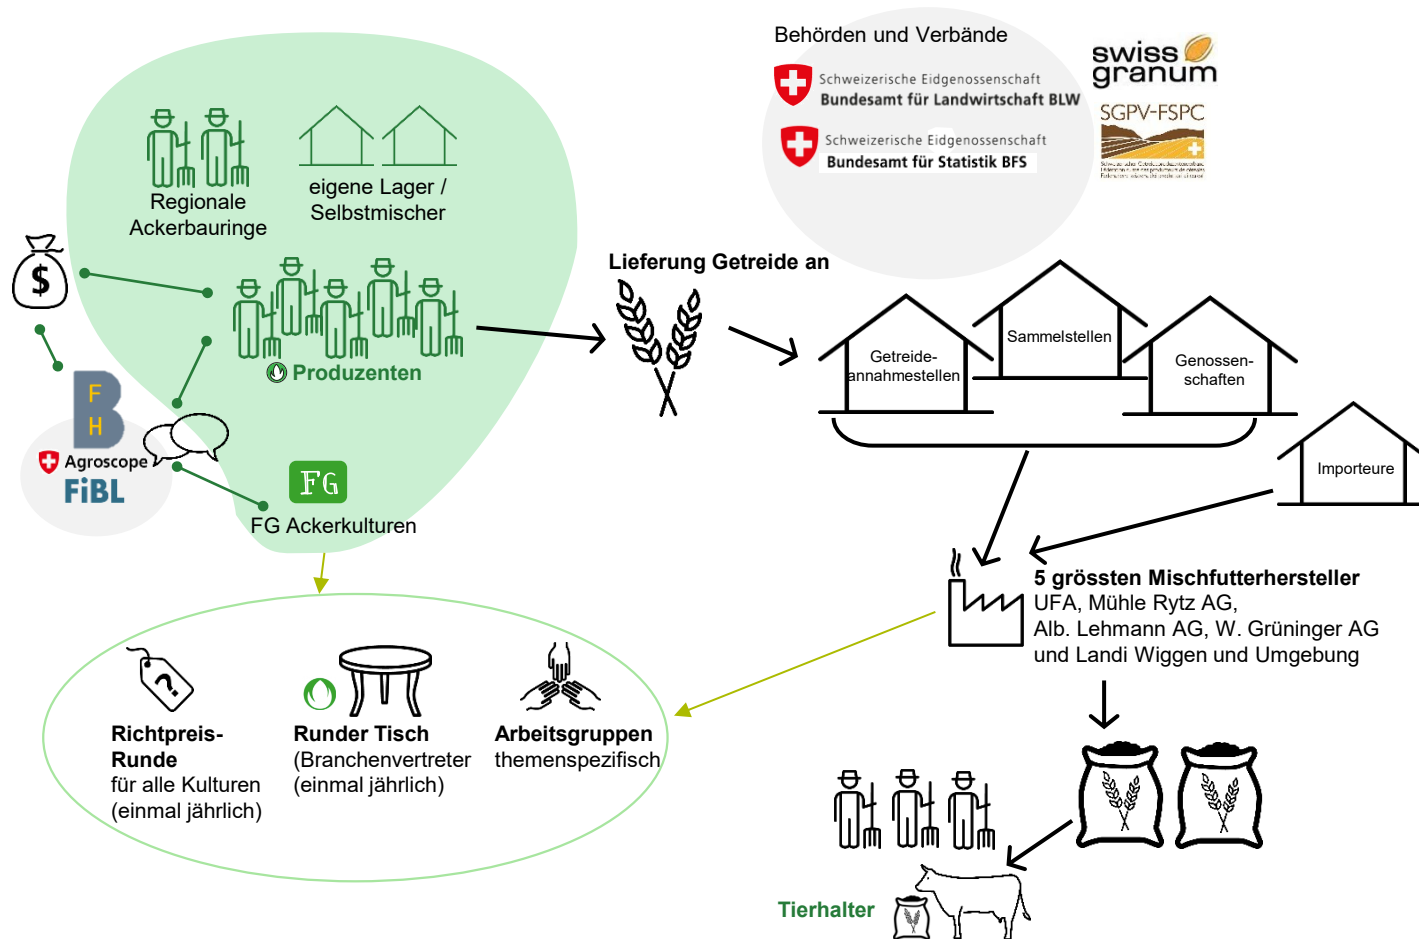 Behörden und Verbände
Schweizerische Eidgenossenschaft
Bundesamt für Landwirtschaft BLW
Schweizerische Eidgenossenschaft
Bundesamt für Statistik BFS
swiss
granum
SGPV-FSPC
Regionale
Ackerbauringe
eigene Lager /
Selbstmischer
$
Produzenten
B
F
H
Agroscope
FiBL
FG
FG Ackerkulturen
Lieferung Getreide an
Getreide-
annahmestellen
Sammelstellen
Genossen-
schaften
Importeure
5 grössten Mischfutterhersteller
UFA, Mühle Rytz AG,
Alb. Lehmann AG, W. Grüninger AG
und Landi Wiggen und Umgebung
?
Richtpreis-
Runde
für alle Kulturen
(einmal jährlich)
Runder Tisch
(Branchenvertreter
(einmal jährlich)
Arbeitsgruppen
themenspezifisch
Tierhalter